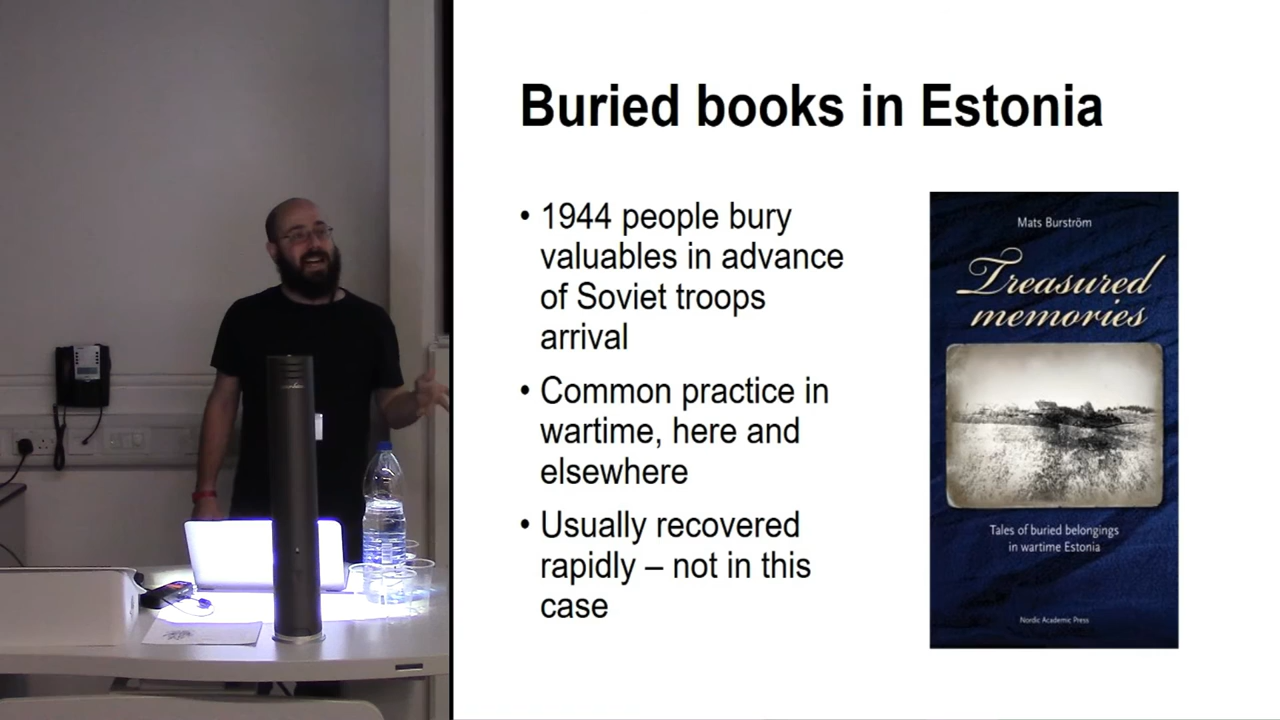 Buried books in Estonia
• 1944 people bury
valuables in advance
of Soviet troops
arrival
• Common practice in
wartime, here and
elsewhere
• Usually recovered
rapidly – not in this
case
Mats Burström
Treasured
memories
Tales of buried belongings
in wartime Estonia
Nordic Academic Press